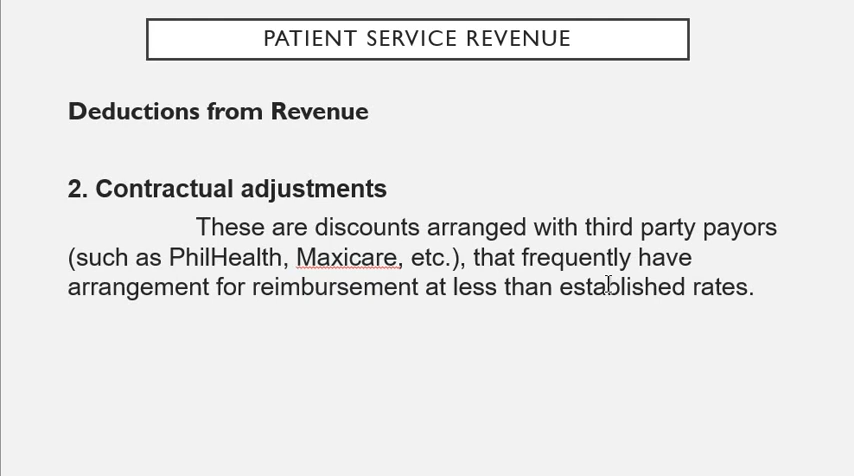 PATIENT SERVICE REVENUE
Deductions from Revenue
2. Contractual adjustments
These are discounts arranged with third party payors
(such as PhilHealth, Maxicare, etc.), that frequently have
arrangement for reimbursement at less than established rates.